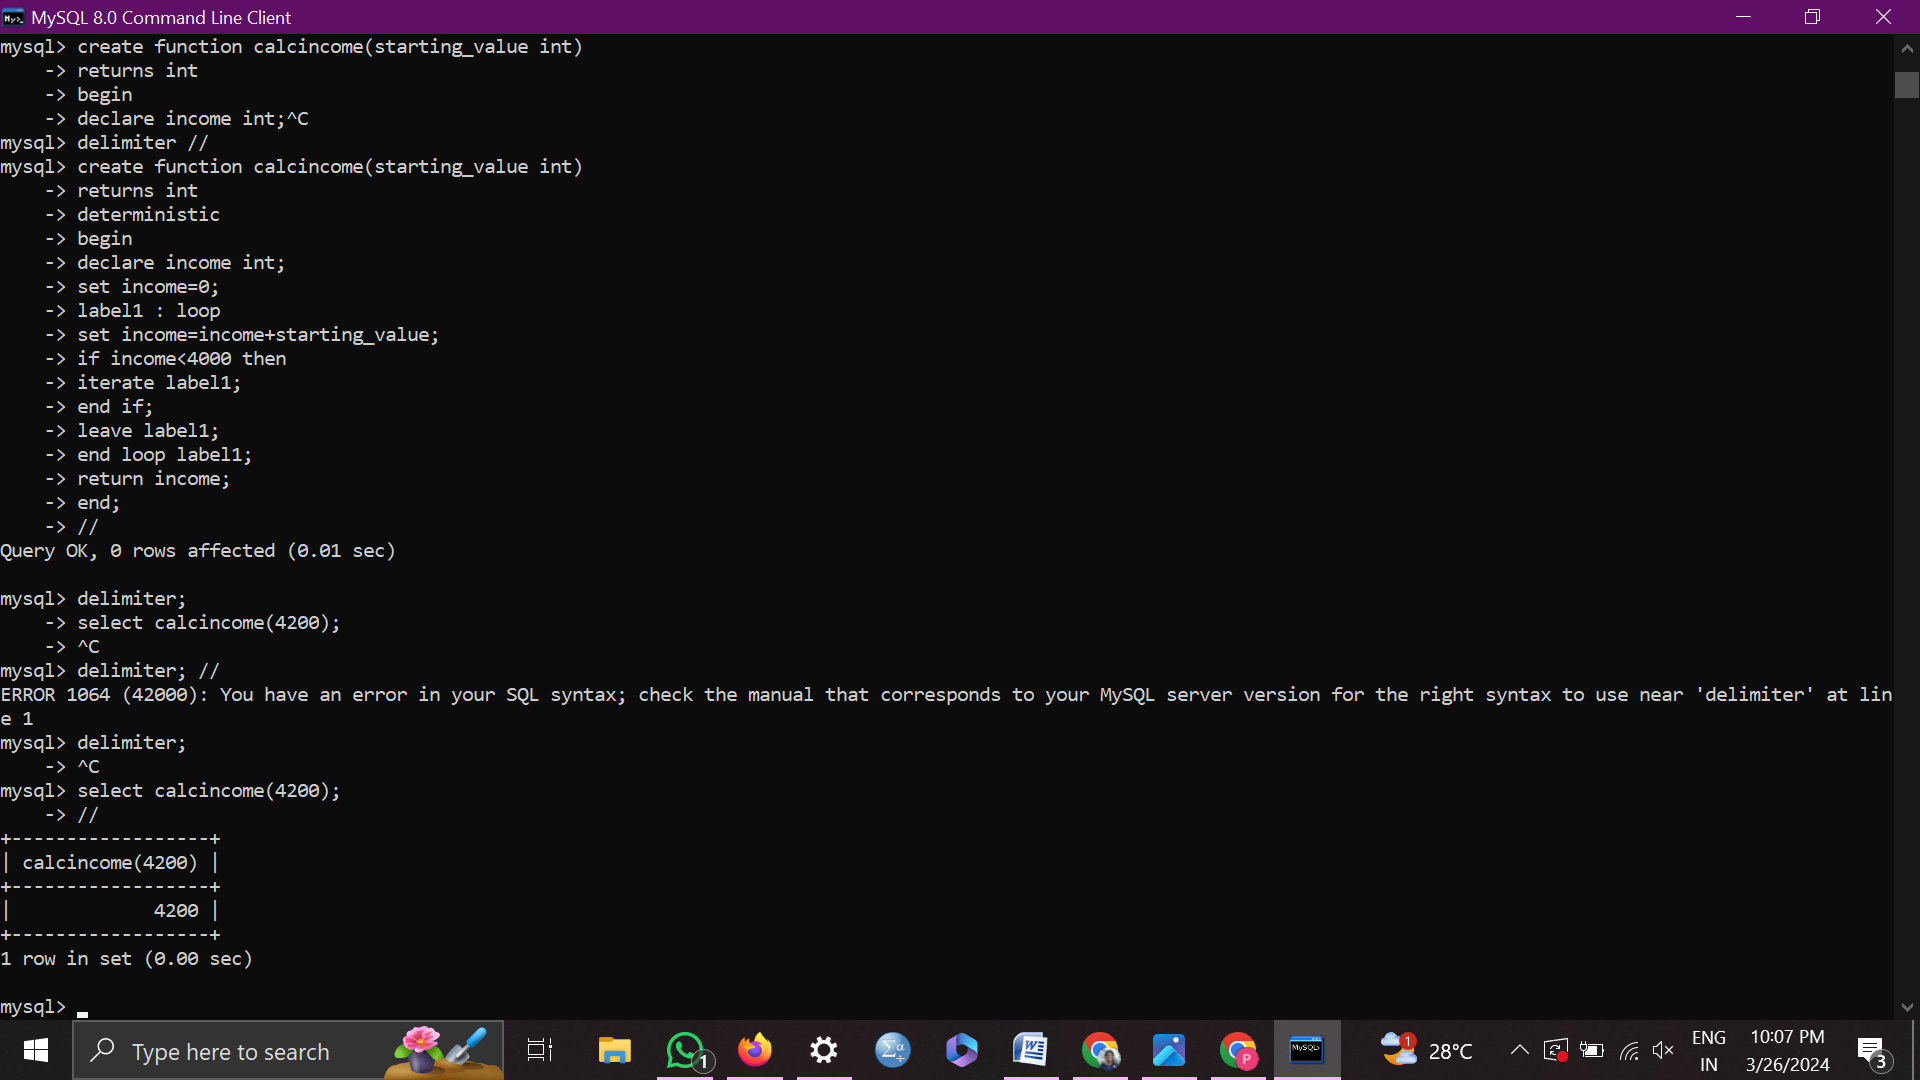 MySQL 8.0 Command Line Client
mysql> create function calcincome(starting_value int)
    -> returns int
    -> begin
    -> declare income int;^C
mysql> delimiter //
mysql> create function calcincome(starting_value int)
    -> returns int
    -> deterministic
    -> begin
    -> declare income int;
    -> set income=0;
    -> label1 : loop
    -> set income=income+starting_value;
    -> if income<4000 then
    -> iterate label1;
    -> end if;
    -> leave label1;
    -> end loop label1;
    -> return income;
    -> end;
    -> //
Query OK, 0 rows affected (0.01 sec)
mysql> delimiter;
    -> select calcincome(4200);
    -> ^C
mysql> delimiter; //
ERROR 1064 (42000): You have an error in your SQL syntax; check the manual that corresponds to your MySQL server version for the right syntax to use near 'delimiter' at lin
e 1
mysql> delimiter;
    -> ^C
mysql> select calcincome(4200);
    -> //
+------------------+
| calcincome(4200) |
+------------------+
|             4200 |
+------------------+
1 row in set (0.00 sec)
mysql>
Type here to search
1
W
P
MySQL
1
28°C
ENG
IN
10:07 PM
3/26/2024
3